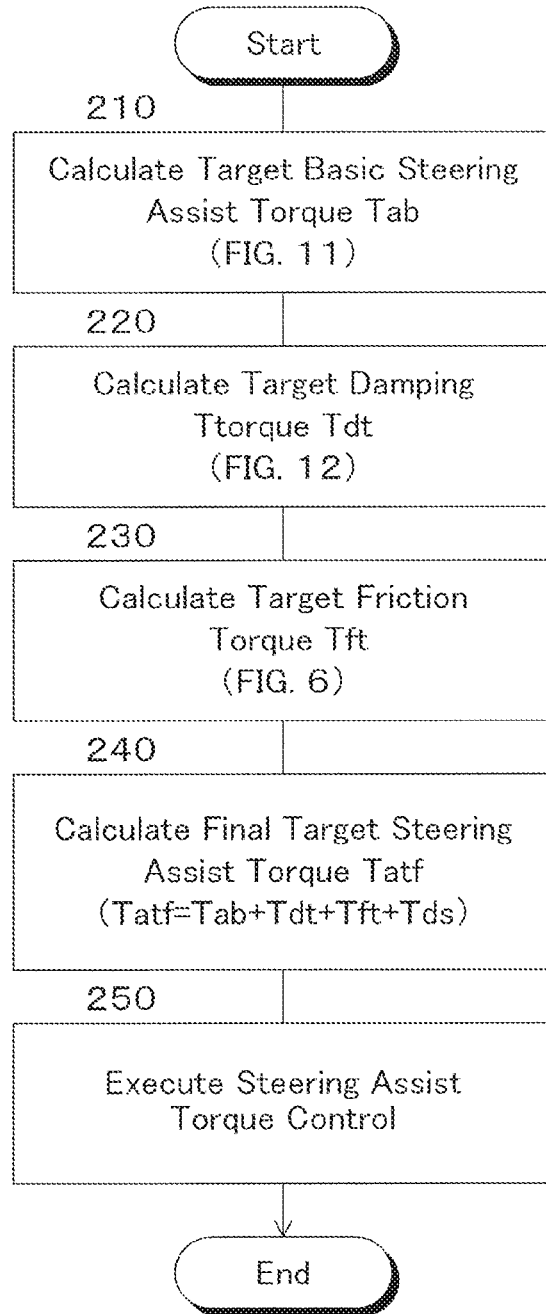 Start
210
Calculate Target Basic Steering
Assist Torque Tab
(FIG. 11)
220
Calculate Target Damping
Ttorque Tdt
(FIG. 12)
230
Calculate Target Friction
Torque Tft
(FIG. 6)
240
Calculate Final Target Steering
Assist Torque Tatf
(Tatf=Tab+Tdt+Tft+Tds)
250
Execute Steering Assist
Torque Control
End